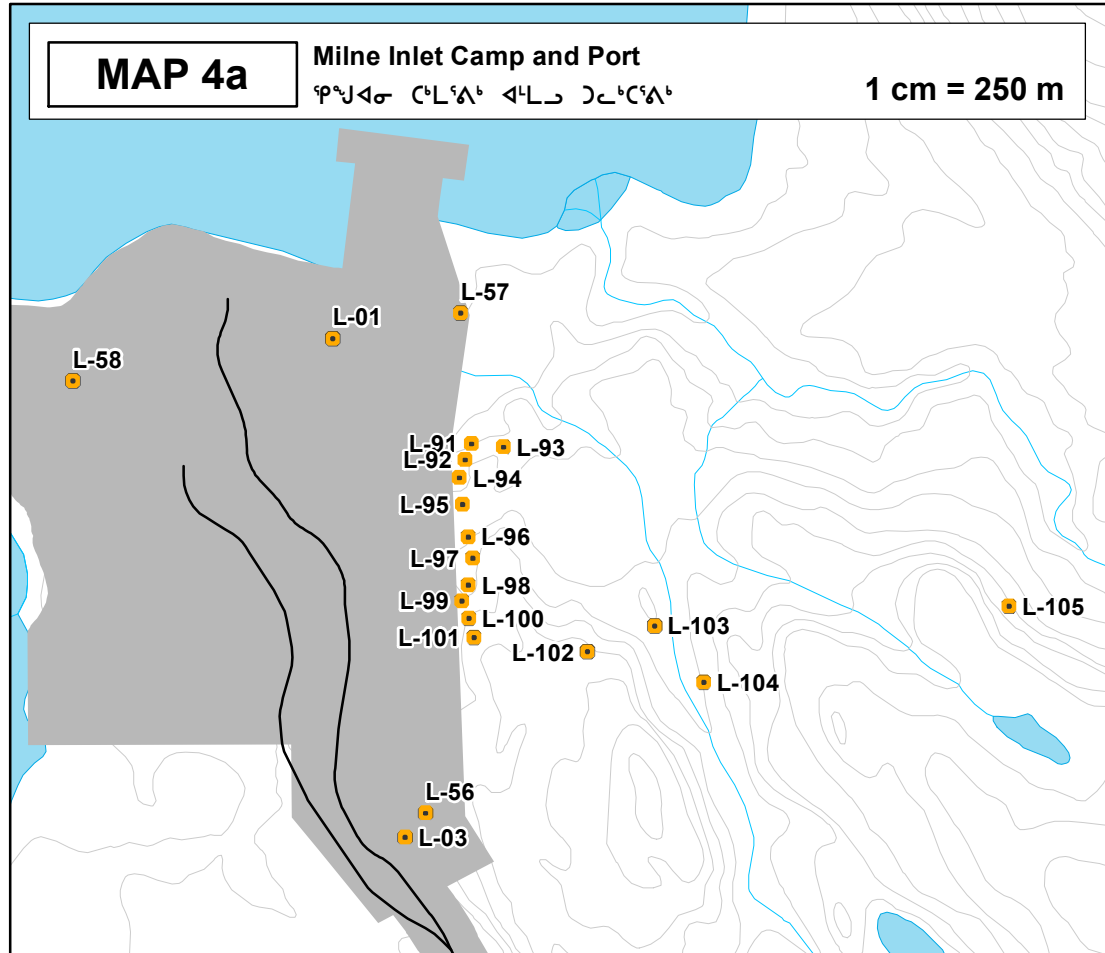 MAP 4a
Milne Inlet Camp and Port
ᕿᖑᐊᓂ ᑕᒃᒪᕐᕕᒃ ᐊᒻᒪᓗ ᑐᓚᒃᑕᕐᕕᒃ
1 cm = 250 m
L-57
L-01
L-58
L-91
L-93
L-92
L-94
L-95
L-96
L-97
L-98
L-99
L-100
L-101
L-103
L-105
L-102
L-104
L-56
L-03